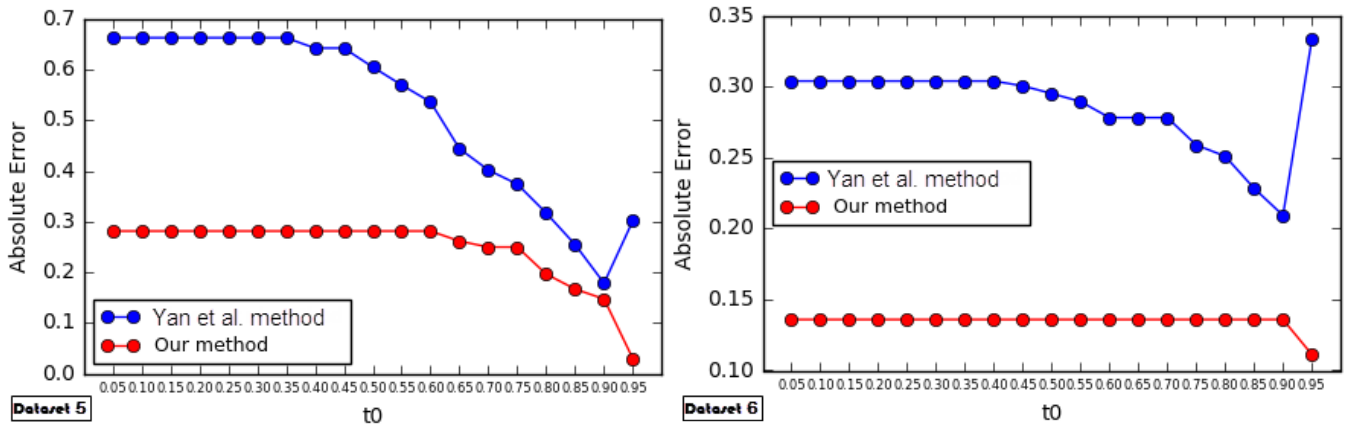 0.7
0.6
0.5
0.4
0.3
0.2
0.1
0.0
Absolute Error
Yan et al. method
Our method
0.05 0.10 0.15 0.20 0.25 0.30 0.35 0.40 0.45 0.50 0.55 0.60 0.65 0.70 0.75 0.80 0.85 0.90 0.95
t0
Dataset 5
0.35
0.30
0.25
0.20
0.15
0.10
Absolute Error
Yan et al. method
Our method
0.05 0.10 0.15 0.20 0.25 0.30 0.35 0.40 0.45 0.50 0.55 0.60 0.65 0.70 0.75 0.80 0.85 0.90 0.95
t0
Dataset 6